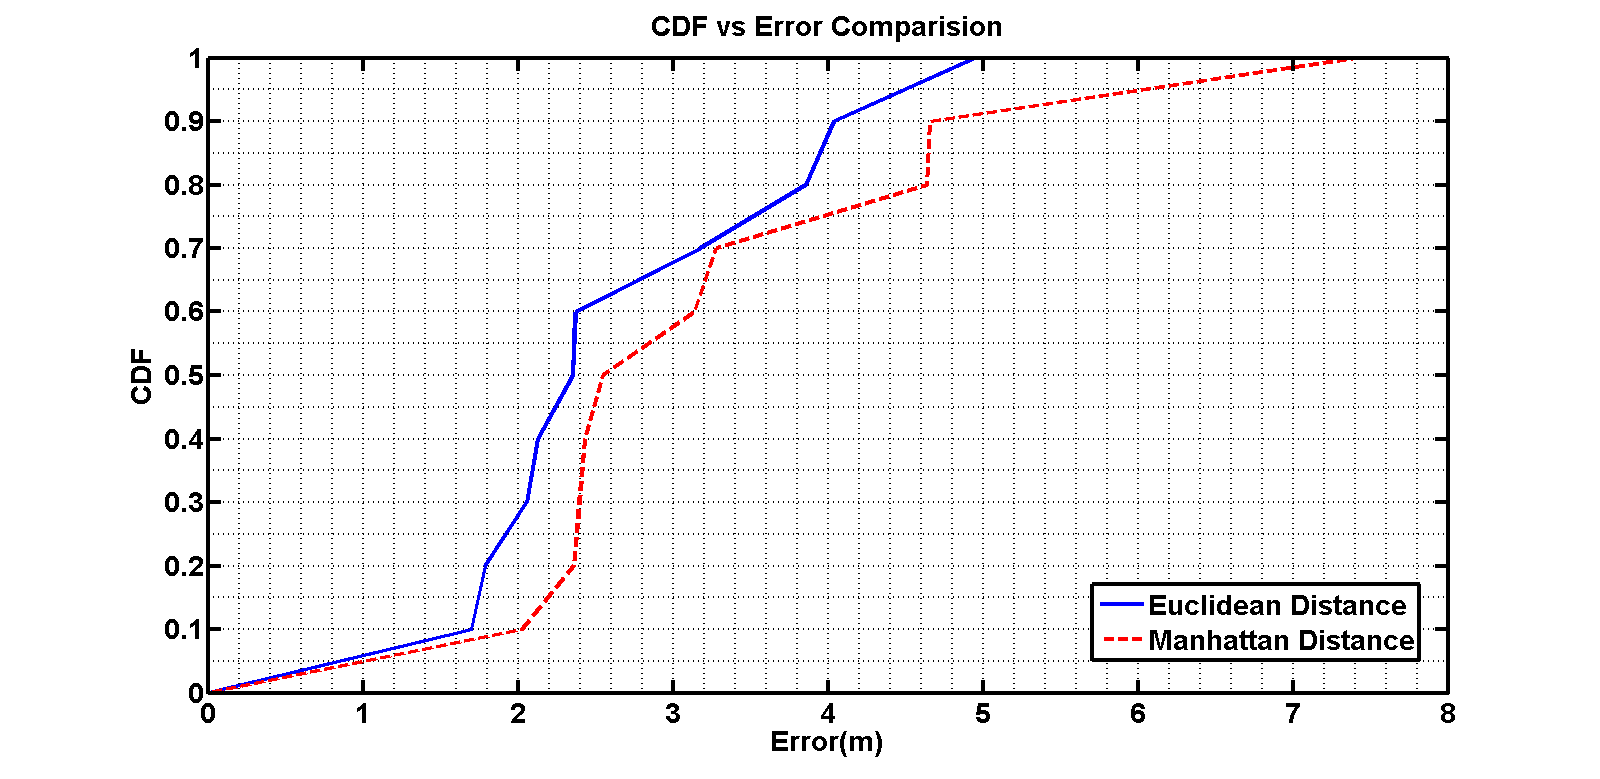 CDF vs Error Comparision
1
0.9
0.8
0.7
0.6
0.5
0.4
0.3
0.2
0.1
0
CDF
Euclidean Distance
Manhattan Distance
0 1 2 3 4 5 6 7 8
Error(m)